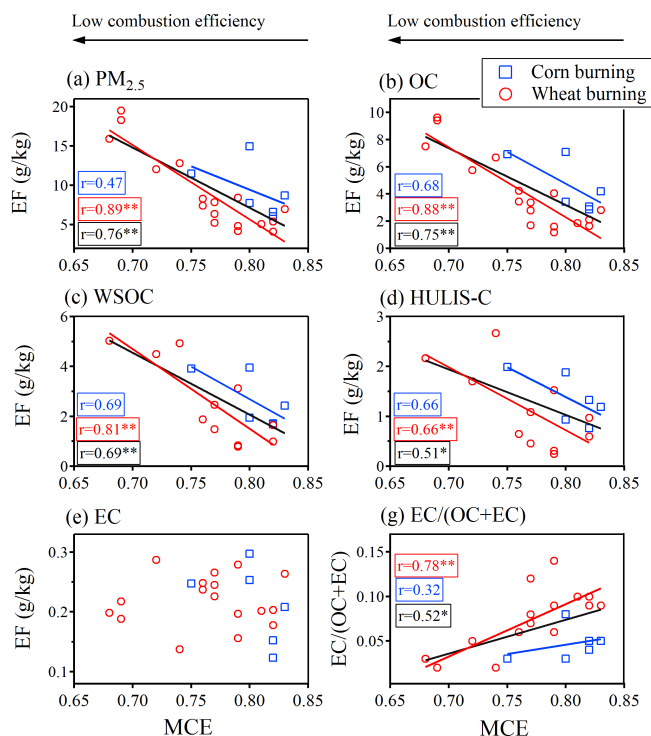 Low combustion efficiency
Low combustion efficiency
(a) PM2.5
(b) OC
Corn burning
Wheat burning
EF (g/kg)
20
15
10
5
r=0.47
r=0.89**
r=0.76**
0.65 0.70 0.75 0.80 0.85
EF (g/kg)
10
8
6
4
2
0
r=0.68
r=0.88**
r=0.75**
0.65 0.70 0.75 0.80 0.85
(c) WSOC
EF (g/kg)
6
4
2
0
r=0.69
r=0.81**
r=0.69**
0.65 0.70 0.75 0.80 0.85
(d) HULIS-C
EF (g/kg)
3
2
1
0
r=0.66
r=0.66**
r=0.51*
0.65 0.70 0.75 0.80 0.85
(e) EC
EF (g/kg)
0.3
0.2
0.1
0.65 0.70 0.75 0.80 0.85
MCE
(g) EC/(OC+EC)
EC/(OC+EC)
0.15
0.10
0.05
r=0.78**
r=0.32
r=0.52*
0.65 0.70 0.75 0.80 0.85
MCE